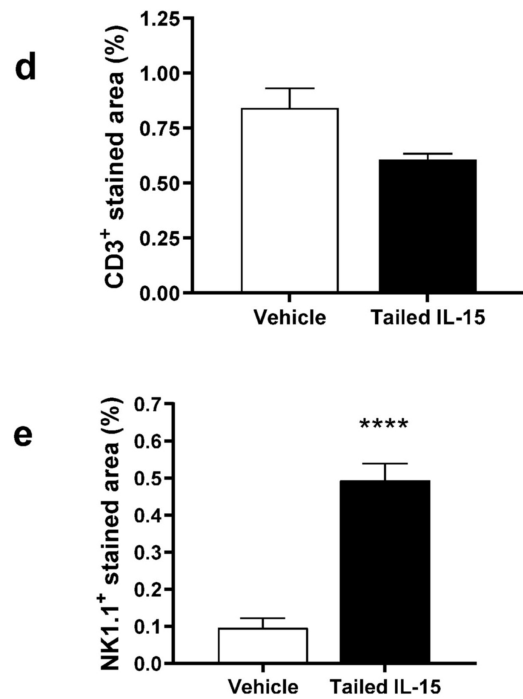 d
CD3+ stained area (%)
1.25
1.00
0.75
0.50
0.25
0.00
Vehicle Tailed IL-15
e
NK1.1+ stained area (%)
0.7
0.6
0.5
0.4
0.3
0.2
0.1
0.0
****
Vehicle Tailed IL-15